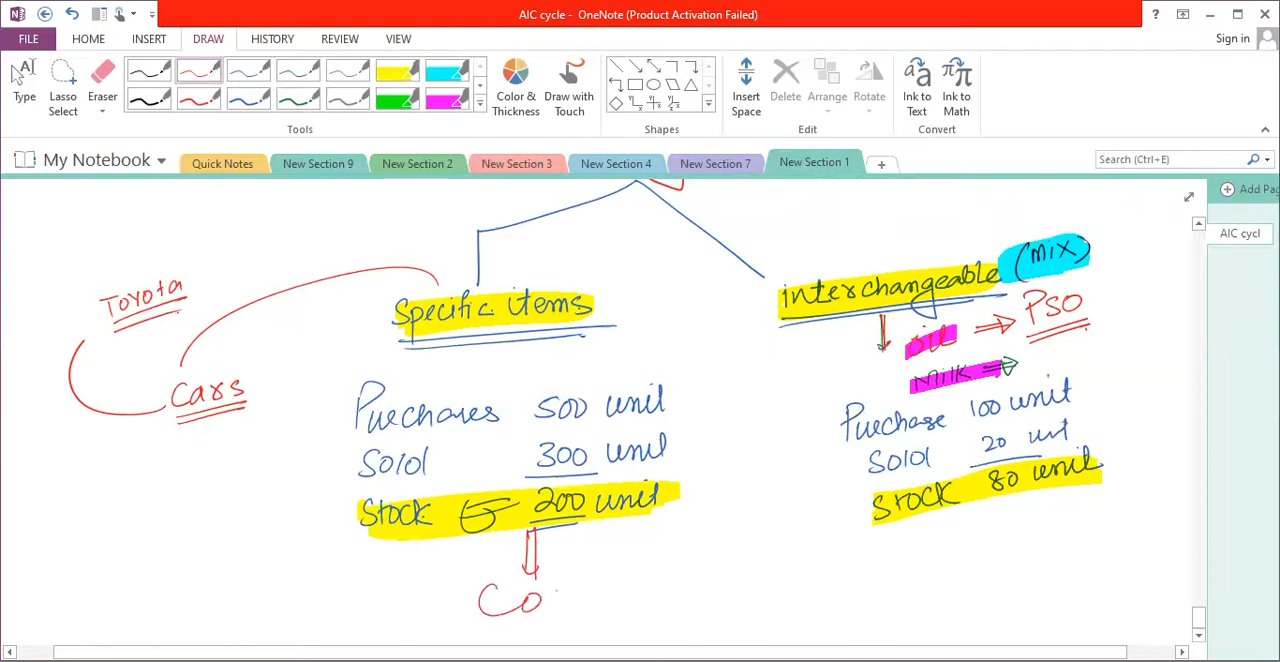 AIC cycle - OneNote (Product Activation Failed)
FILE HOME INSERT DRAW HISTORY REVIEW VIEW
Sign in
Type Lasso Select Eraser
Color & Thickness Draw with Touch
Insert Space Delete Arrange Rotate
Ink to Text Ink to Math
Tools Shapes Edit Convert
My Notebook Quick Notes New Section 9 New Section 2 New Section 3 New Section 4 New Section 7 New Section 1
Search (Ctrl+E)
Add Pag
AIC cycl
(mix)
interchangeable
Toyota
Specific items
oil ⇒ PSO
Milk ⇒
Cars
Purchases 500 unit
Sold 300 unit
Stock 200 unit
Purchase 100 unit
Sold 20 unit
Stock 80 unit
Co